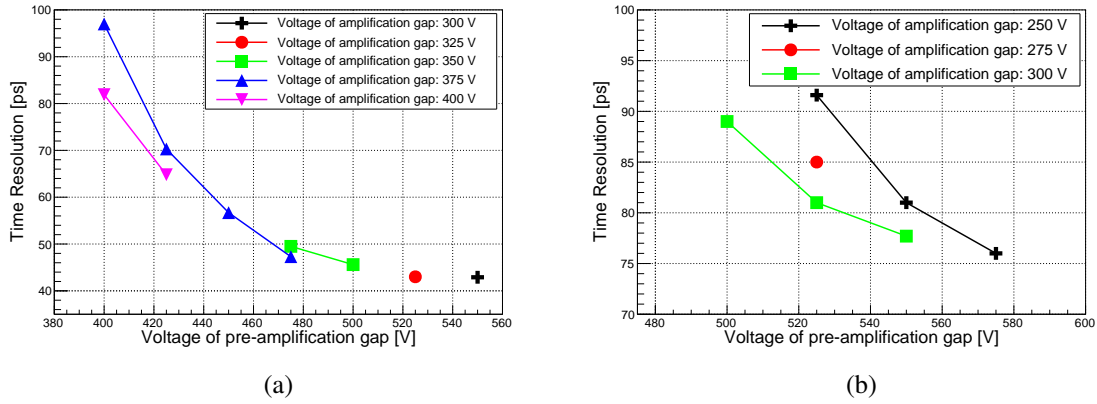 Time Resolution [ps]
100
90
80
70
60
50
40
Voltage of amplification gap: 300 V
Voltage of amplification gap: 325 V
Voltage of amplification gap: 350 V
Voltage of amplification gap: 375 V
Voltage of amplification gap: 400 V
380 400 420 440 460 480 500 520 540 560
Voltage of pre-amplification gap [V]
(a)
Time Resolution [ps]
100
95
90
85
80
75
70
Voltage of amplification gap: 250 V
Voltage of amplification gap: 275 V
Voltage of amplification gap: 300 V
480 500 520 540 560 580 600
Voltage of pre-amplification gap [V]
(b)